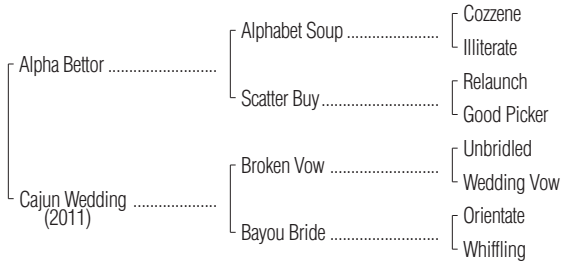 Cozzene
Alphabet Soup ......................
Illiterate
Alpha Bettor ..........................
Relaunch
Scatter Buy ............................
Good Picker
Unbridled
Broken Vow ..........................
Wedding Vow
Cajun Wedding ....................
(2011)
Orientate
Bayou Bride ..........................
Whiffling